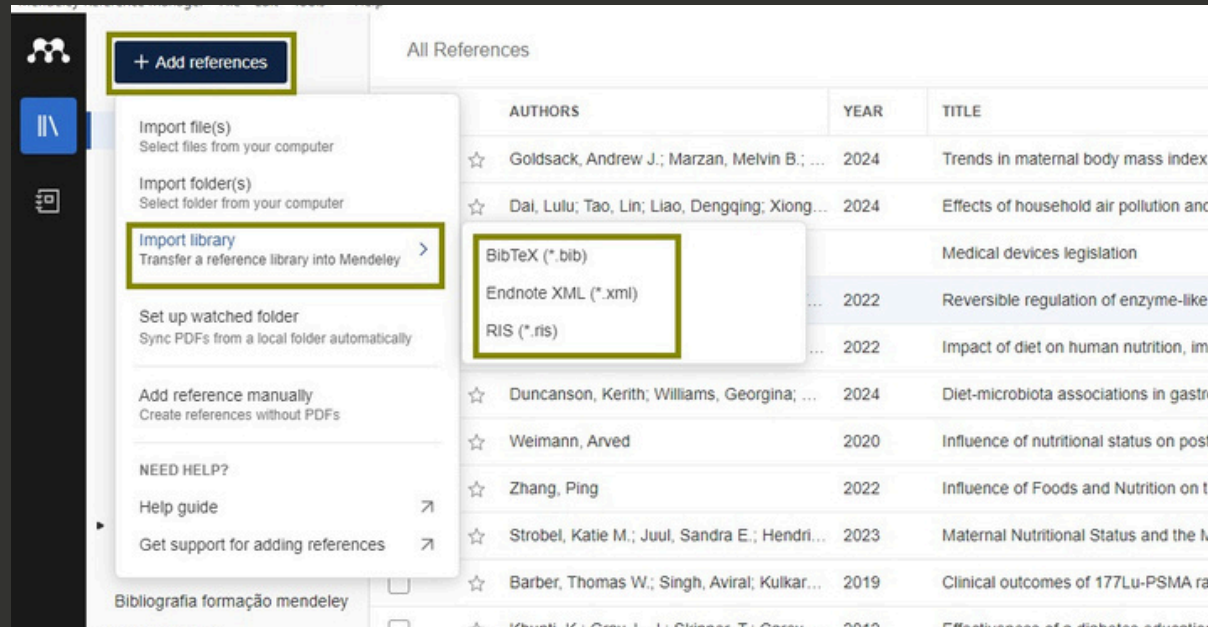 + Add references
All References
Import file(s)
Select files from your computer
Import folder(s)
Select folder from your computer
Import library
Transfer a reference library into Mendeley
Set up watched folder
Sync PDFs from a local folder automatically
Add reference manually
Create references without PDFs
NEED HELP?
Help guide
Get support for adding references
Bibliografia formação mendeley
BibTeX (*.bib)
Endnote XML (*.xml)
RIS (*.ris)
AUTHORS YEAR TITLE
Goldsack, Andrew J.; Marzan, Melvin B.; ... 2024 Trends in maternal body mass index
Dai, Lulu; Tao, Lin; Liao, Dengqing; Xiong... 2024 Effects of household air pollution and
Medical devices legislation
... 2022 Reversible regulation of enzyme-like
... 2022 Impact of diet on human nutrition, im
Duncanson, Kerith; Williams, Georgina; ... 2024 Diet-microbiota associations in gastr
Weimann, Arved 2020 Influence of nutritional status on post
Zhang, Ping 2022 Influence of Foods and Nutrition on t
Strobel, Katie M.; Juul, Sandra E.; Hendri... 2023 Maternal Nutritional Status and the M
Barber, Thomas W.; Singh, Aviral; Kulkar... 2019 Clinical outcomes of 177Lu-PSMA ra